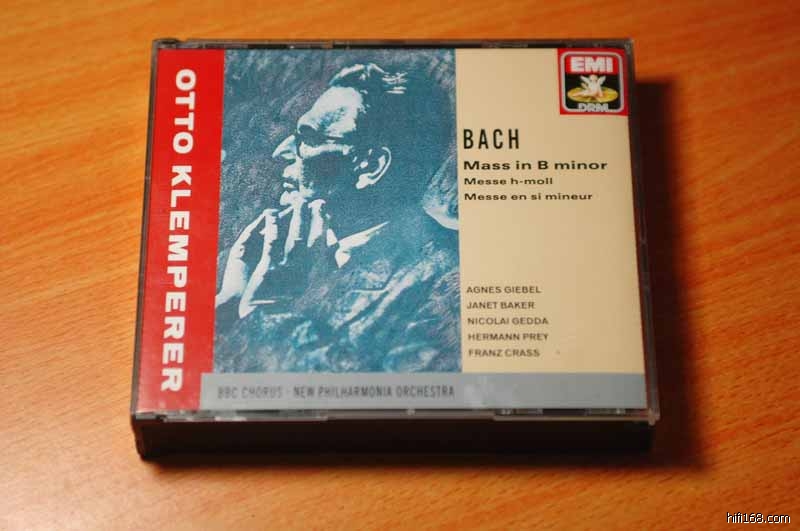 OTTO KLEMPERER
EMI
DRM
BACH
Mass in B minor
Messe h-moll
Messe en si mineur
AGNES GIEBEL
JANET BAKER
NICOLAI GEDDA
HERMANN PREY
FRANZ CRASS
BBC CHORUS · NEW PHILHARMONIA ORCHESTRA
hifi168.com